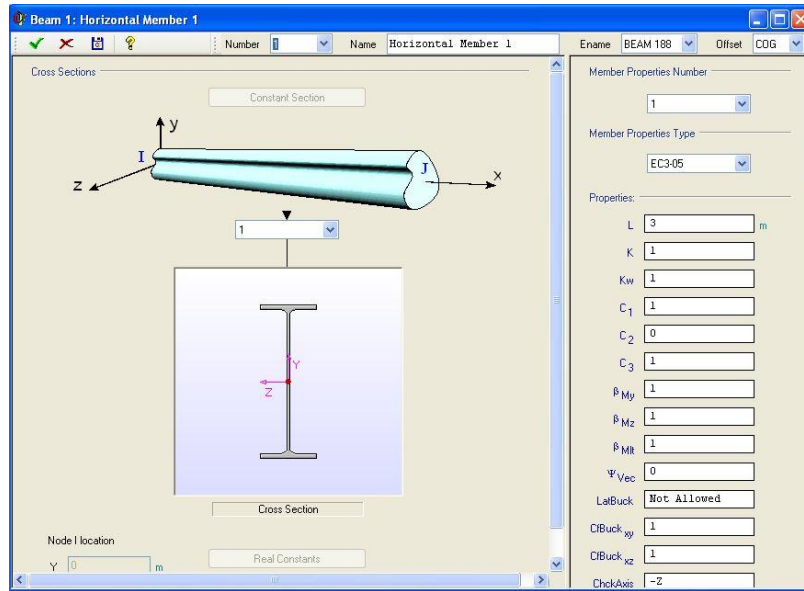 Beam 1: Horizontal Member 1
Number 1 Name Horizontal Member 1 Ename BEAM 188 Offset COG
Cross Sections
Constant Section
y
I
J
x
z
1
Y
Z
Cross Section
Node I location
Y 0 m
Real Constants
Member Properties Number
1
Member Properties Type
EC3-05
Properties:
L 3 m
K 1
Kw 1
C1 1
C2 0
C3 1
βMy 1
βMz 1
βMlt 1
ΨVec 0
LatBuck Not Allowed
CfBuckxy 1
CfBuckxz 1
ChckAxis -Z